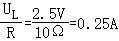 U_L/R = 2.5V/10Ω = 0.25A